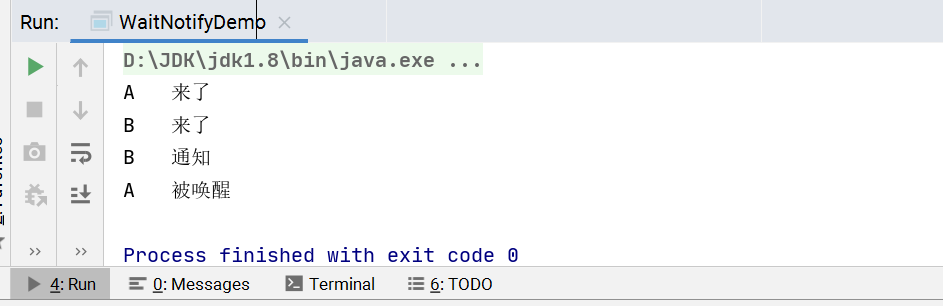 Run: WaitNotifyDemo
D:\JDK\jdk1.8\bin\java.exe ...
A 来了
B 来了
B 通知
A 被唤醒
Process finished with exit code 0
4: Run 0: Messages Terminal 6: TODO